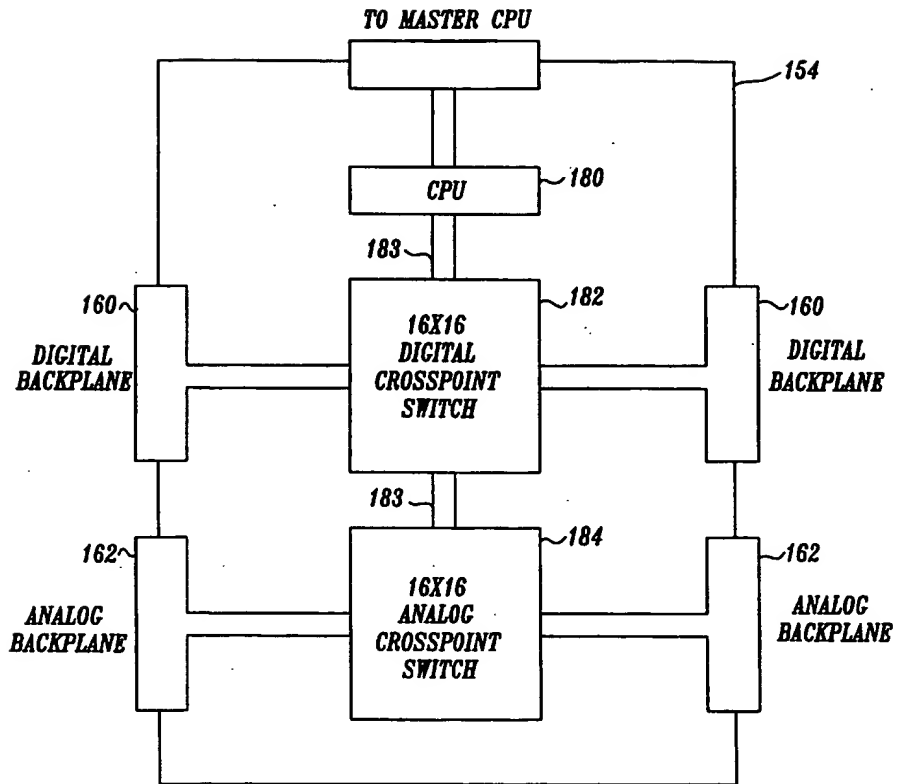 TO MASTER CPU
154
CPU
180
183
160
182
160
16X16
DIGITAL
CROSSPOINT
SWITCH
DIGITAL
BACKPLANE
DIGITAL
BACKPLANE
183
162
184
162
16X16
ANALOG
CROSSPOINT
SWITCH
ANALOG
BACKPLANE
ANALOG
BACKPLANE